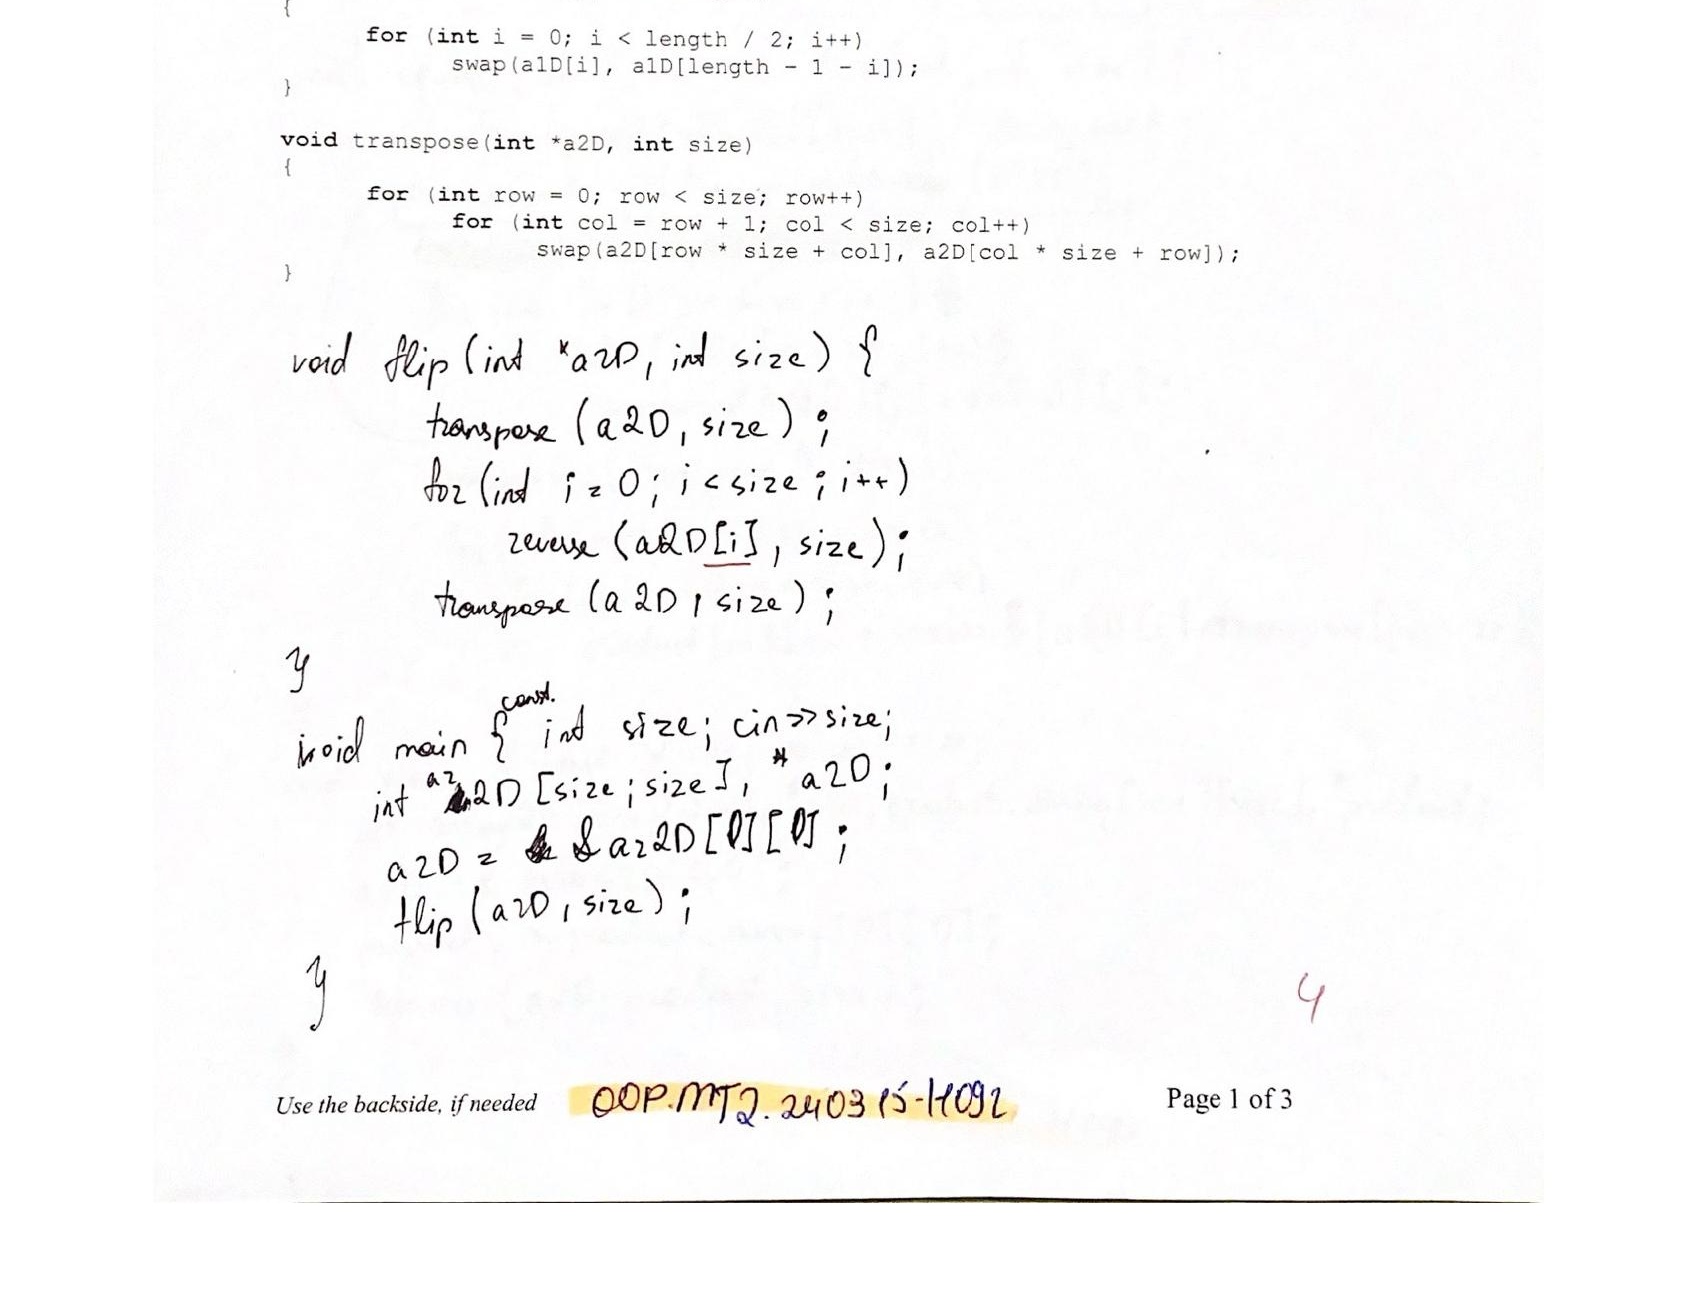 {
for (int i = 0; i < length / 2; i++)
swap(a1D[i], a1D[length - 1 - i]);
}
void transpose(int *a2D, int size)
{
for (int row = 0; row < size; row++)
for (int col = row + 1; col < size; col++)
swap(a2D[row * size + col], a2D[col * size + row]);
}
void flip (int *a2D, int size) {
transpose (a2D, size) ;
for (int i = 0; i < size ; i++)
reverse (a2D[i], size) ;
transpose (a2D, size) ;
}
const.
void main { int size; cin >> size;
int az2D [size ; size], *a2D ;
a2D = & az2D [0] [0] ;
flip (a2D, size) ;
}
4
Use the backside, if needed OOP.MT2.240315-H092 Page 1 of 3